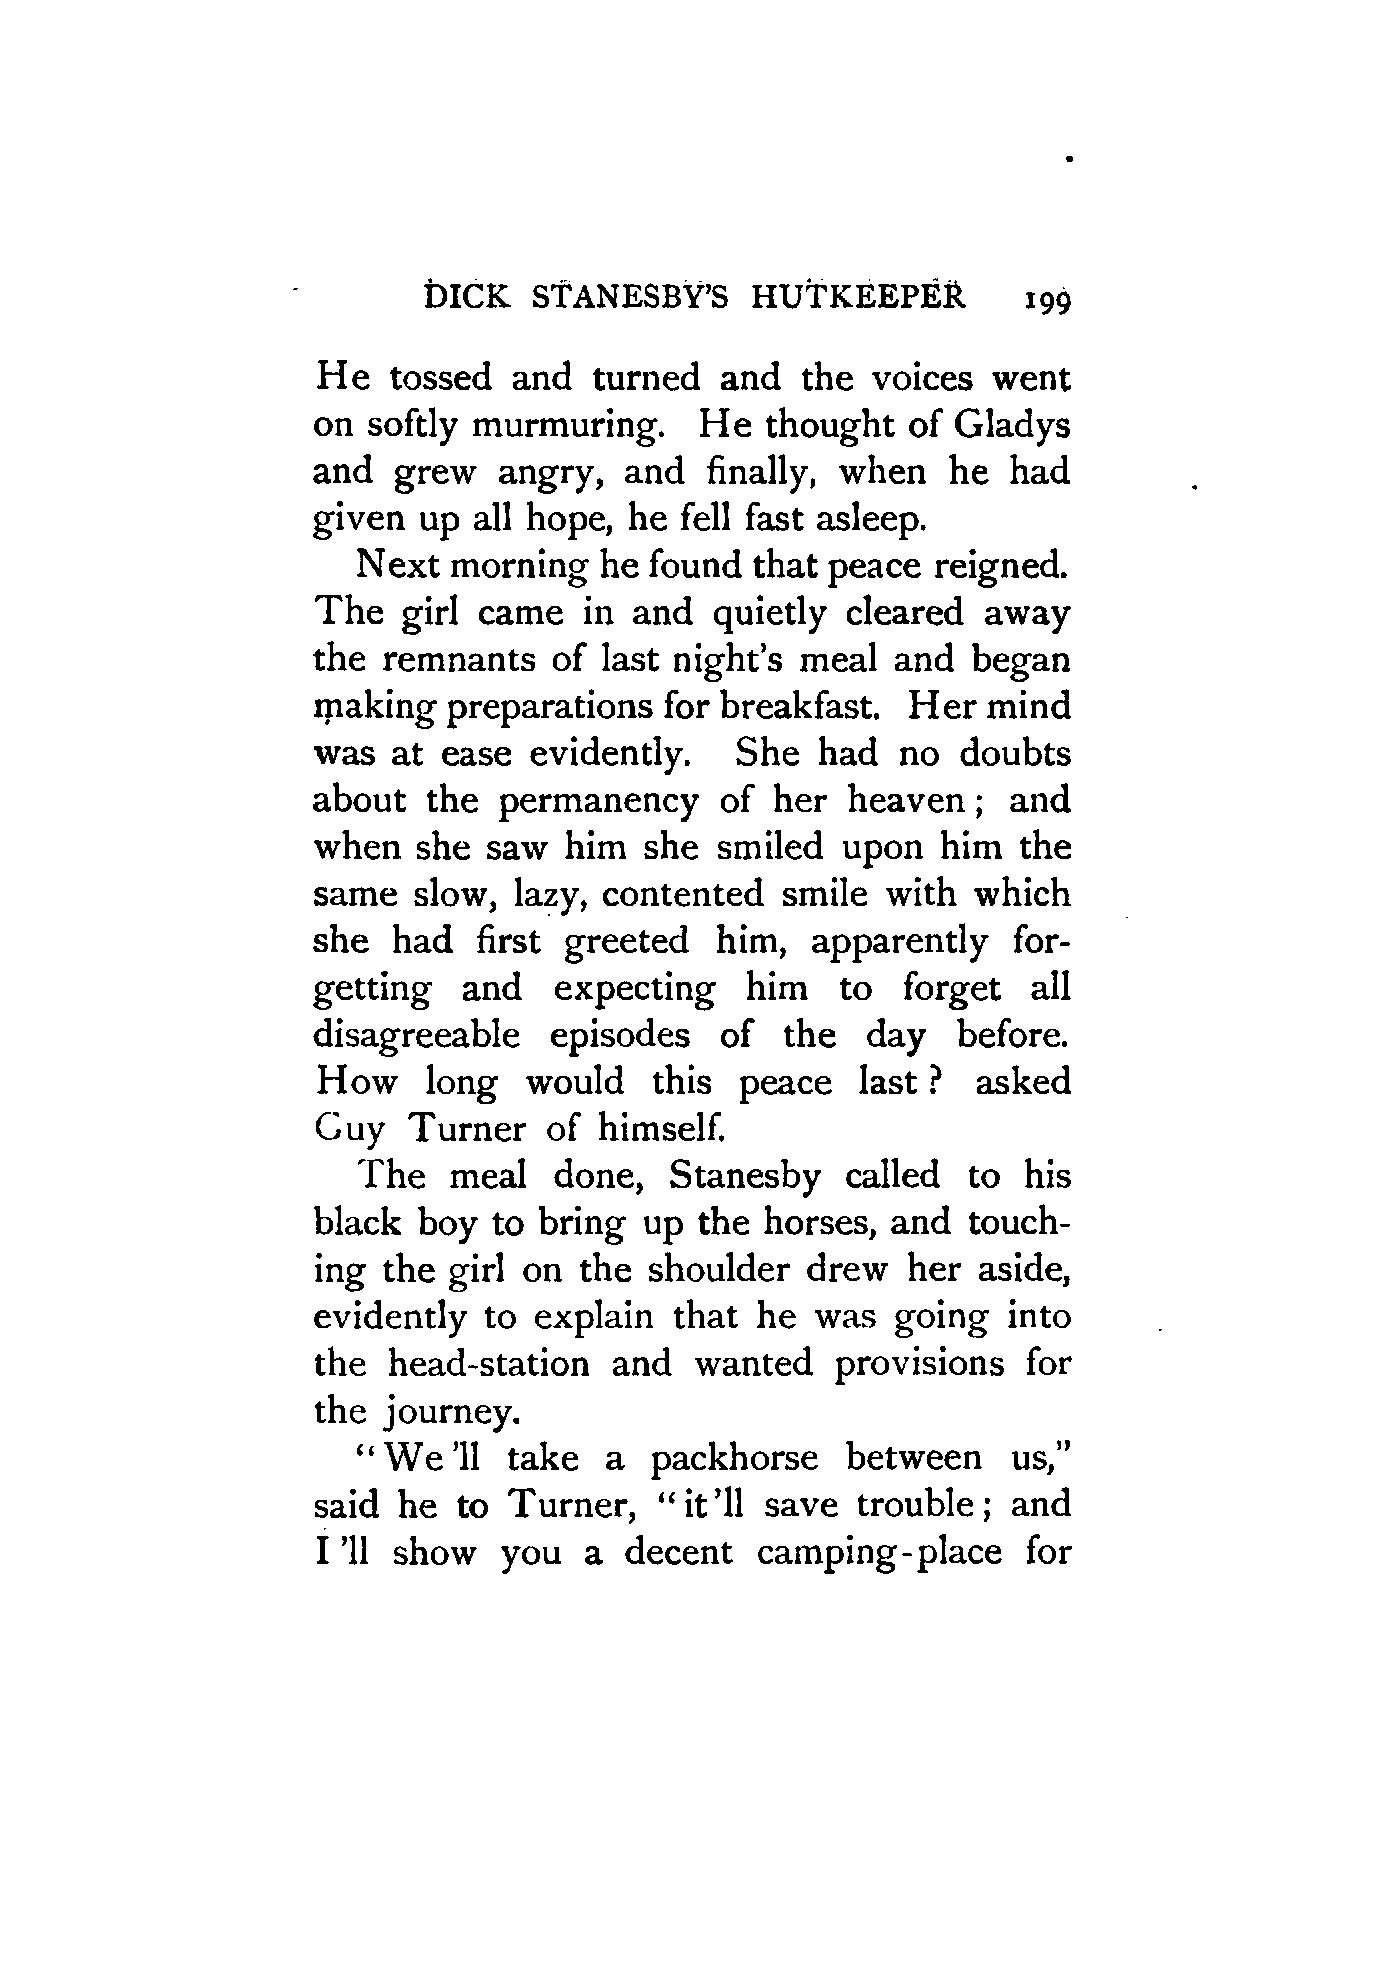 DICK STANESBY'S HUTKEEPER 199
He tossed and turned and the voices went
on softly murmuring. He thought of Gladys
and grew angry, and finally, when he had
given up all hope, he fell fast asleep.
Next morning he found that peace reigned.
The girl came in and quietly cleared away
the remnants of last night's meal and began
making preparations for breakfast. Her mind
was at ease evidently. She had no doubts
about the permanency of her heaven; and
when she saw him she smiled upon him the
same slow, lazy, contented smile with which
she had first greeted him, apparently for-
getting and expecting him to forget all
disagreeable episodes of the day before.
How long would this peace last? asked
Guy Turner of himself.
The meal done, Stanesby called to his
black boy to bring up the horses, and touch-
ing the girl on the shoulder drew her aside,
evidently to explain that he was going into
the head-station and wanted provisions for
the journey.
"We'll take a packhorse between us,"
said he to Turner, "it'll save trouble; and
I'll show you a decent camping-place for